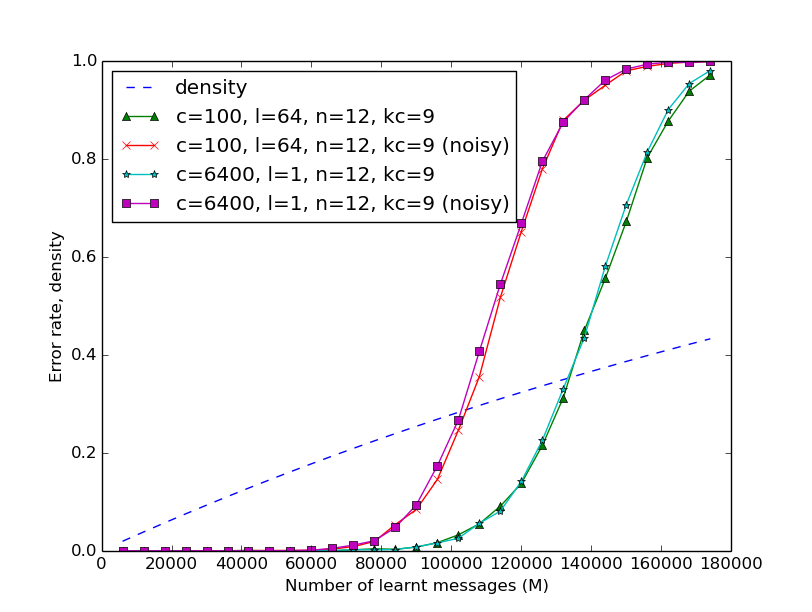 1.0
0.8
0.6
0.4
0.2
0.0
Error rate, density
density
c=100, l=64, n=12, kc=9
c=100, l=64, n=12, kc=9 (noisy)
c=6400, l=1, n=12, kc=9
c=6400, l=1, n=12, kc=9 (noisy)
0 20000 40000 60000 80000 100000 120000 140000 160000 180000
Number of learnt messages (M)